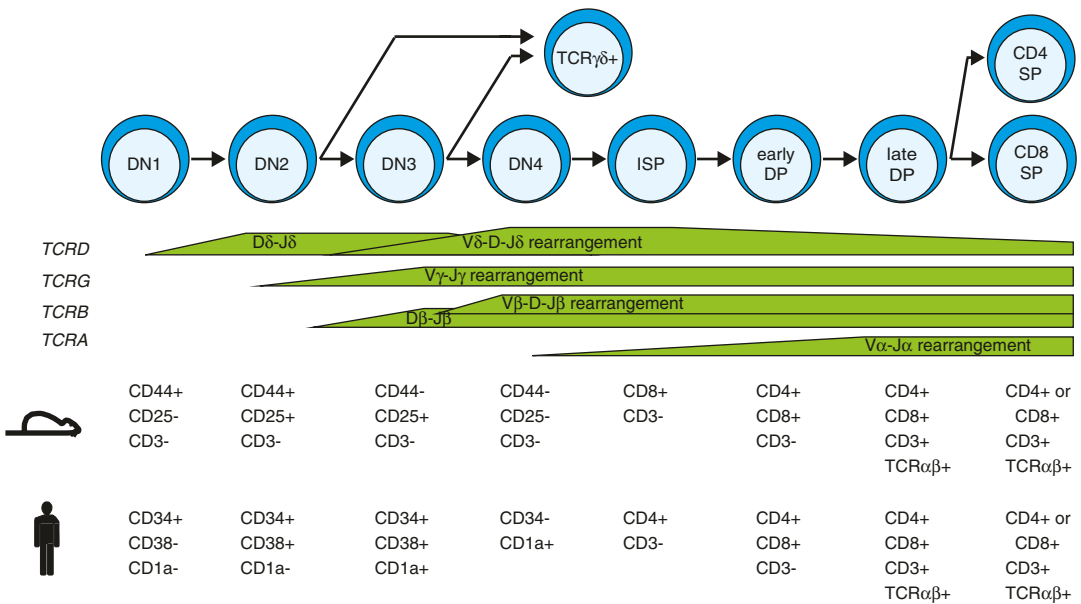 TCRγδ+
CD4 SP
DN1 DN2 DN3 DN4 ISP early DP late DP CD8 SP
TCRD Dδ-Jδ Vδ-D-Jδ rearrangement
TCRG Vγ-Jγ rearrangement
TCRB Vβ-D-Jβ rearrangement
Dβ-Jβ
TCRA Vα-Jα rearrangement
CD44+ CD44+ CD44- CD44- CD8+ CD4+ CD4+ CD4+ or
CD25- CD25+ CD25+ CD25- CD3- CD8+ CD8+ CD8+
CD3- CD3- CD3- CD3- CD3- CD3+ CD3+
TCRαβ+ TCRαβ+
CD34+ CD34+ CD34+ CD34- CD4+ CD4+ CD4+ CD4+ or
CD38- CD38+ CD38+ CD1a+ CD3- CD8+ CD8+ CD8+
CD1a- CD1a- CD1a+ CD3- CD3+ CD3+
TCRαβ+ TCRαβ+